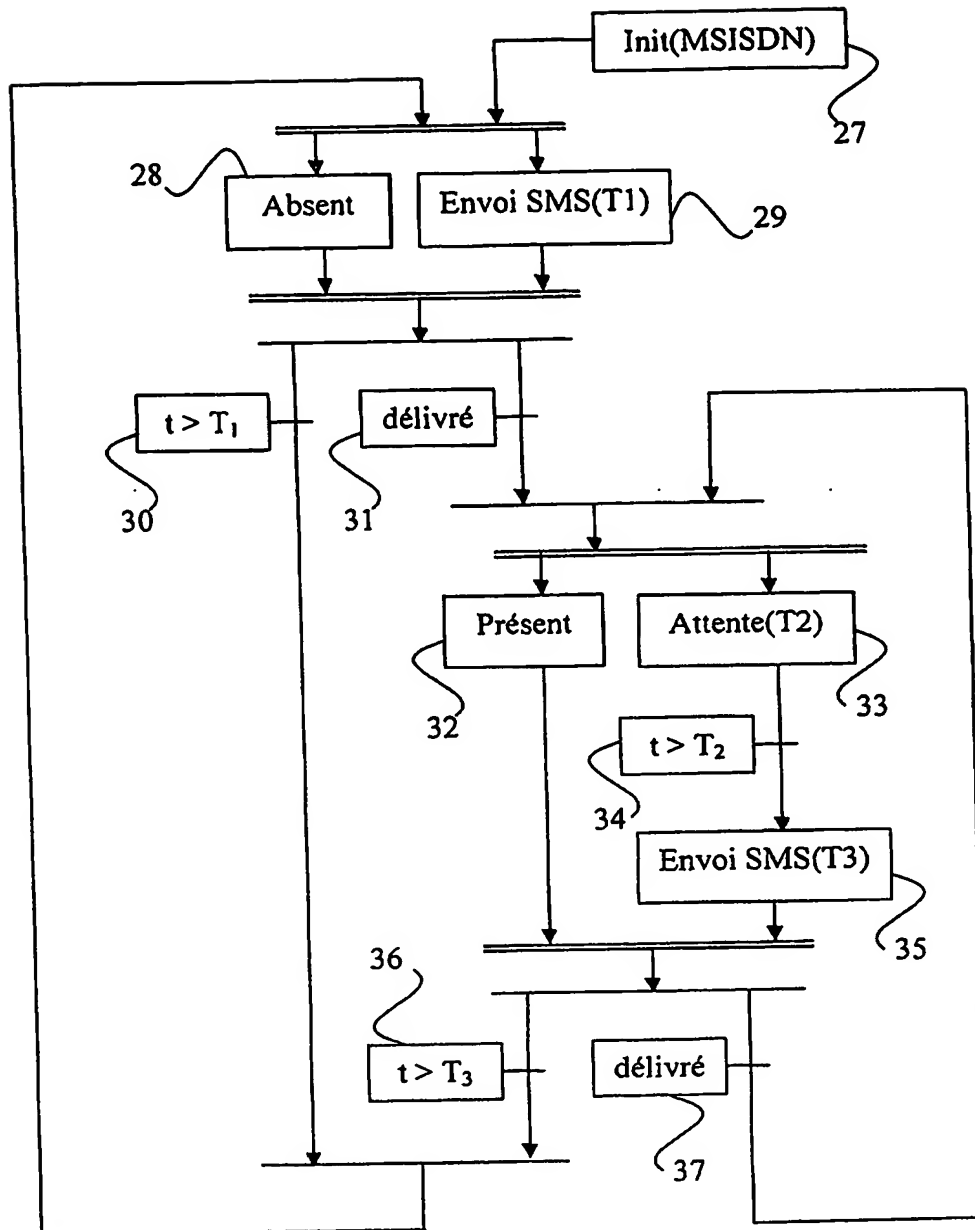 Init(MSISDN)
27
28
Absent
Envoi SMS(T1)
29
t > T₁
délivré
30
31
Présent
Attente(T2)
32
33
t > T₂
34
Envoi SMS(T3)
35
36
t > T₃
délivré
37